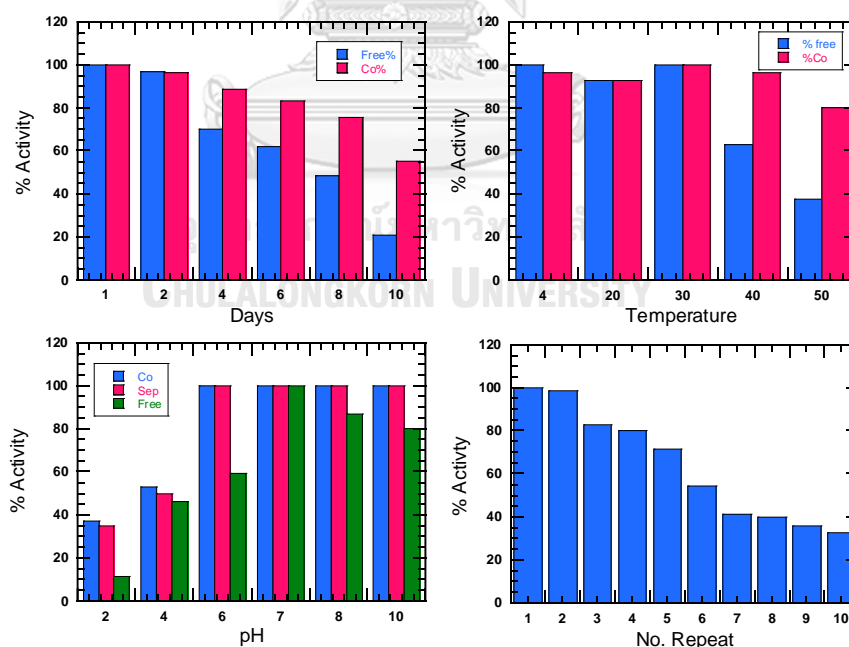 120
100
80
60
40
20
0
% Activity
Free%
Co%
1 2 4 6 8 10
Days
120
100
80
60
40
20
0
% Activity
% free
%Co
4 20 30 40 50
Temperature
CHULALONGKORN UNIVERSITY
120
100
80
60
40
20
0
% Activity
Co
Sep
Free
2 4 6 7 8 10
pH
120
100
80
60
40
20
0
% Activty
1 2 3 4 5 6 7 8 9 10
No. Repeat